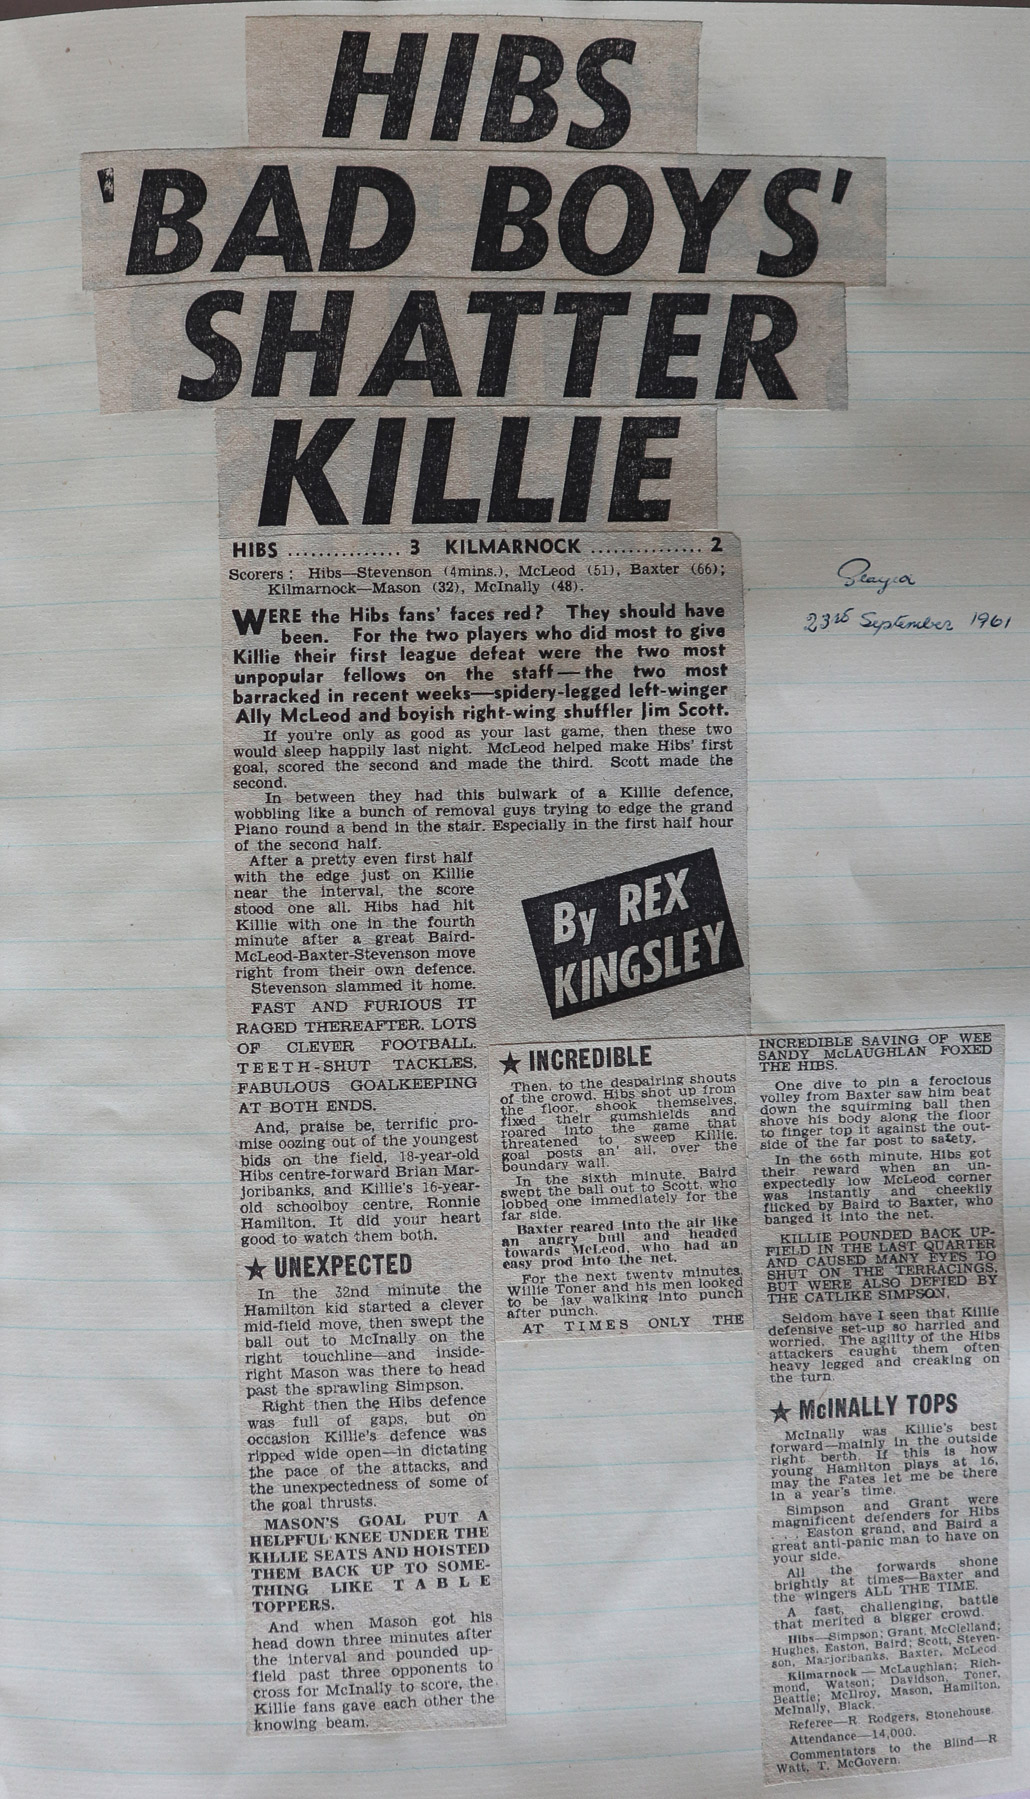 HIBS
'BAD BOYS'
SHATTER
KILLIE
HIBS ............... 3 KILMARNOCK ............... 2
Scorers: Hibs—Stevenson (4mins.), McLeod (51), Baxter (66);
Kilmarnock—Mason (32), McInally (48).
WERE the Hibs fans' faces red? They should have
been. For the two players who did most to give
Killie their first league defeat were the two most
unpopular fellows on the staff—the two most
barracked in recent weeks—spidery-legged left-winger
Ally McLeod and boyish right-wing shuffler Jim Scott.
If you're only as good as your last game, then these two
would sleep happily last night. McLeod helped make Hibs' first
goal, scored the second and made the third. Scott made the
second.
In between they had this bulwark of a Killie defence,
wobbling like a bunch of removal guys trying to edge the grand
Piano round a bend in the stair. Especially in the first half hour
of the second half.
After a pretty even first half
with the edge just on Killie
near the interval, the score
stood one all. Hibs had hit
Killie with one in the fourth
minute after a great Baird-
McLeod-Baxter-Stevenson move
right from their own defence.
Stevenson slammed it home.
FAST AND FURIOUS IT
RAGED THEREAFTER. LOTS
OF CLEVER FOOTBALL.
TEETH-SHUT TACKLES.
FABULOUS GOALKEEPING
AT BOTH ENDS.
And, praise be, terrific pro-
mise oozing out of the youngest
bids on the field, 18-year-old
Hibs centre-forward Brian Mar-
joribanks, and Killie's 16-year-
old schoolboy centre, Ronnie
Hamilton. It did your heart
good to watch them both.
★ UNEXPECTED
In the 32nd minute the
Hamilton kid started a clever
mid-field move, then swept the
ball out to McInally on the
right touchline—and inside-
right Mason was there to head
past the sprawling Simpson.
Right then the Hibs defence
was full of gaps, but on
occasion Killie's defence was
ripped wide open—in dictating
the pace of the attacks, and
the unexpectedness of some of
the goal thrusts.
MASON'S GOAL PUT A
HELPFUL KNEE UNDER THE
KILLIE SEATS AND HOISTED
THEM BACK UP TO SOME-
THING LIKE TABLE
TOPPERS.
And when Mason got his
head down three minutes after
the interval and pounded up-
field past three opponents to
cross for McInally to score, the
Killie fans gave each other the
knowing beam.
By REX
KINGSLEY
★ INCREDIBLE
Then, to the despairing shouts
of the crowd, Hibs shot up from
the floor, shook themselves,
fixed their gumshields and
roared into the game that
threatened to sweep Killie,
goal posts an' all, over the
boundary wall.
In the sixth minute, Baird
swept the ball out to Scott, who
lobbed one immediately for the
far side.
Baxter reared into the air like
an angry bull and headed
towards McLeod, who had an
easy prod into the net.
For the next twenty minutes
Willie Toner and his men looked
to be jay walking into punch
after punch.
AT TIMES ONLY THE
INCREDIBLE SAVING OF WEE
SANDY McLAUGHLAN FOXED
THE HIBS.
One dive to pin a ferocious
volley from Baxter saw him beat
down the squirming ball then
shove his body along the floor
to finger top it against the out-
side of the far post to safety.
In the 66th minute, Hibs got
their reward when an un-
expectedly low McLeod corner
was instantly and cheekily
flicked by Baird to Baxter, who
banged it into the net.
KILLIE POUNDED BACK UP-
FIELD IN THE LAST QUARTER
AND CAUSED MANY EYES TO
SHUT ON THE TERRACINGS,
BUT WERE ALSO DEFIED BY
THE CATLIKE SIMPSON.
Seldom have I seen that Killie
defensive set-up so harried and
worried. The agility of the Hibs
attackers caught them often
heavy legged and creaking on
the turn.
★ McINALLY TOPS
McInally was Killie's best
forward—mainly in the outside
right berth. If this is how
young Hamilton plays at 16,
may the Fates let me be there
in a year's time.
Simpson and Grant were
magnificent defenders for Hibs
. . . Easton grand, and Baird a
great anti-panic man to have on
your side.
All the forwards shone
brightly at times—Baxter and
the wingers ALL THE TIME.
A fast, challenging, battle
that merited a bigger crowd.
Hibs—Simpson; Grant, McClelland;
Hughes, Easton, Baird; Scott, Steven-
son, Marjoribanks, Baxter, McLeod.
Kilmarnock — McLaughlan; Rich-
mond, Watson; Davidson, Toner,
Beattie; McIlroy, Mason, Hamilton,
McInally, Black.
Referee—R. Rodgers, Stonehouse.
Attendance—14,000.
Commentators to the Blind—R
Watt, T. McGovern.
23rd September 1961